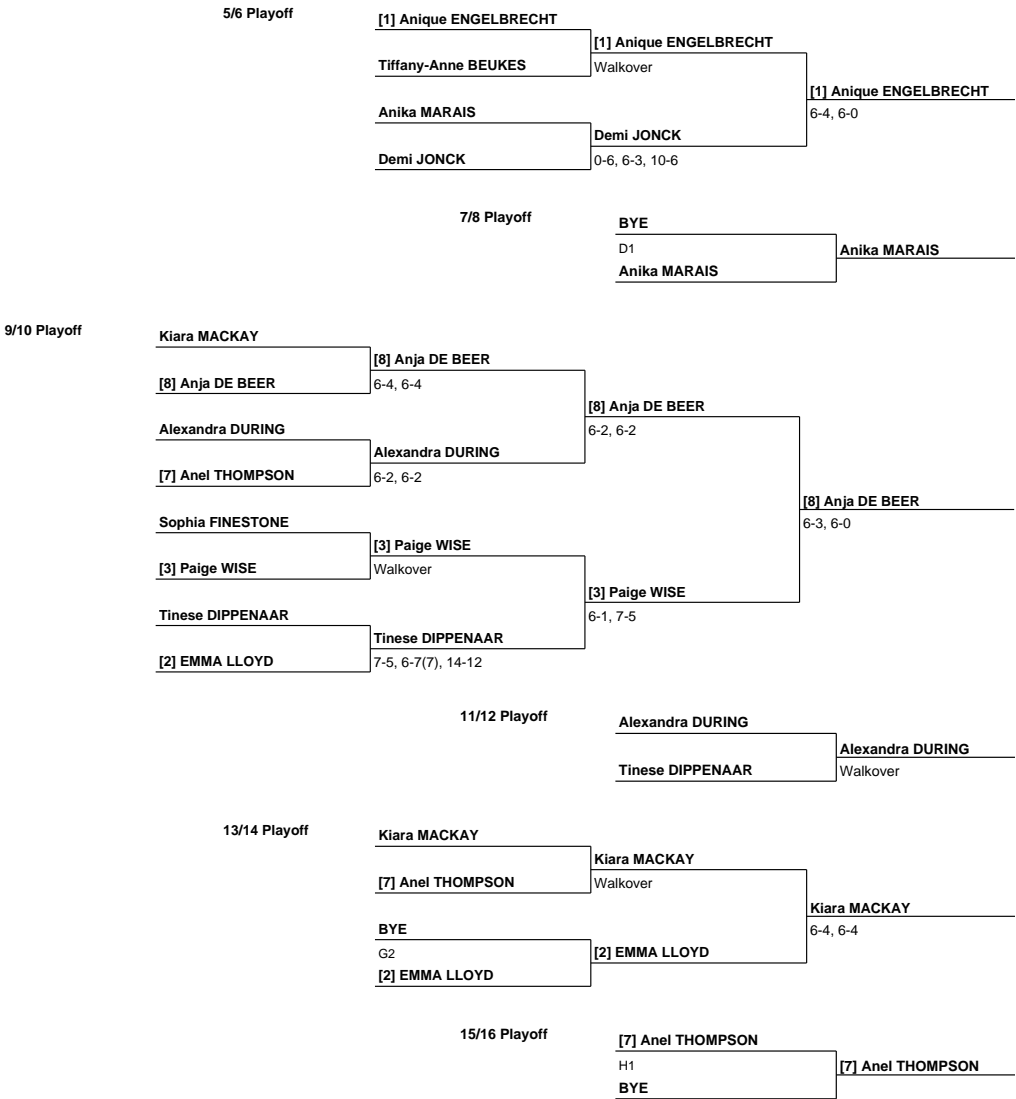 5/6 Playoff
[1] Anique ENGELBRECHT
[1] Anique ENGELBRECHT
Tiffany-Anne BEUKES
Walkover
[1] Anique ENGELBRECHT
Anika MARAIS
6-4, 6-0
Demi JONCK
Demi JONCK
0-6, 6-3, 10-6
7/8 Playoff
BYE
D1
Anika MARAIS
Anika MARAIS
9/10 Playoff
Kiara MACKAY
[8] Anja DE BEER
[8] Anja DE BEER
6-4, 6-4
[8] Anja DE BEER
Alexandra DURING
6-2, 6-2
Alexandra DURING
[7] Anel THOMPSON
6-2, 6-2
[8] Anja DE BEER
Sophia FINESTONE
6-3, 6-0
[3] Paige WISE
[3] Paige WISE
Walkover
[3] Paige WISE
Tinese DIPPENAAR
6-1, 7-5
Tinese DIPPENAAR
[2] EMMA LLOYD
7-5, 6-7(7), 14-12
11/12 Playoff
Alexandra DURING
Alexandra DURING
Tinese DIPPENAAR
Walkover
13/14 Playoff
Kiara MACKAY
Kiara MACKAY
[7] Anel THOMPSON
Walkover
Kiara MACKAY
BYE
6-4, 6-4
G2
[2] EMMA LLOYD
[2] EMMA LLOYD
15/16 Playoff
[7] Anel THOMPSON
H1
[7] Anel THOMPSON
BYE